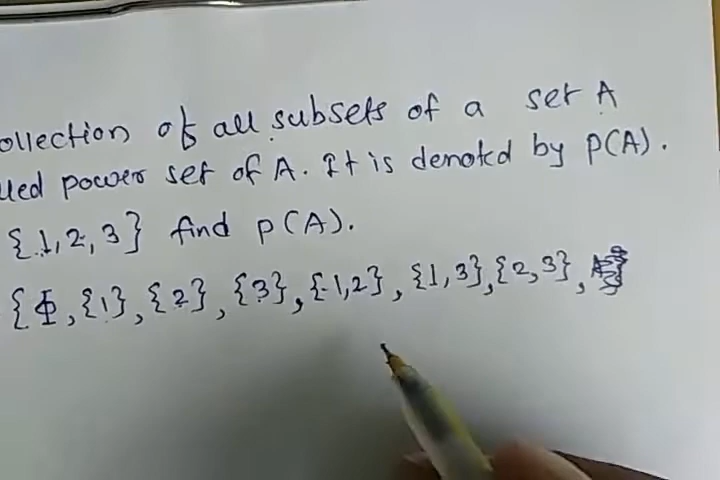 ollection of all subsets of a set A
lled power set of A. It is denoted by P(A).
{1,2,3} find P(A).
{Φ, {1}, {2}, {3}, {1,2}, {1,3}, {2,3},